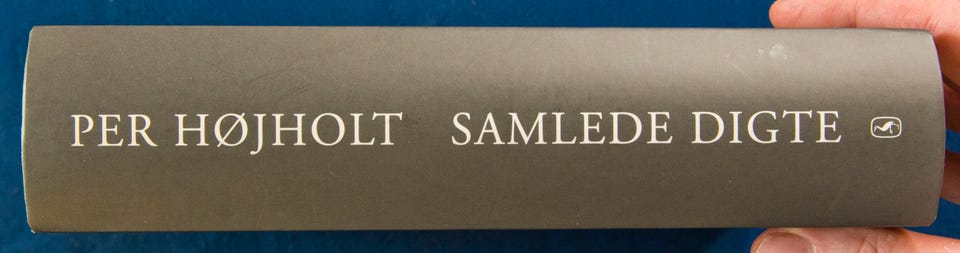 PER HØJHOLT SAMLEDE DIGTE